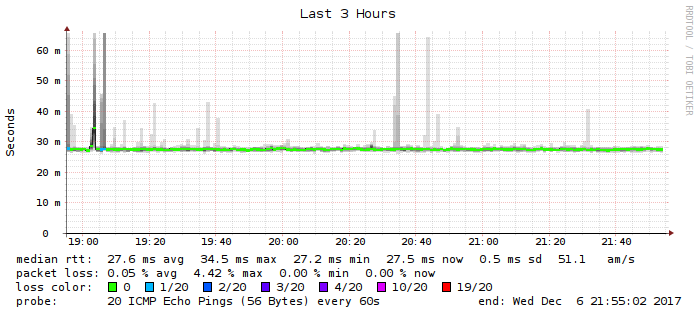 Last 3 Hours
RRDTOOL / TOBI OETIKER
Seconds
60 m
50 m
40 m
30 m
20 m
10 m
0
19:00 19:20 19:40 20:00 20:20 20:40 21:00 21:20 21:40
median rtt: 27.6 ms avg 34.5 ms max 27.2 ms min 27.5 ms now 0.5 ms sd 51.1 am/s
packet loss: 0.05 % avg 4.42 % max 0.00 % min 0.00 % now
loss color: 0 1/20 2/20 3/20 4/20 10/20 19/20
probe: 20 ICMP Echo Pings (56 Bytes) every 60s end: Wed Dec 6 21:55:02 2017